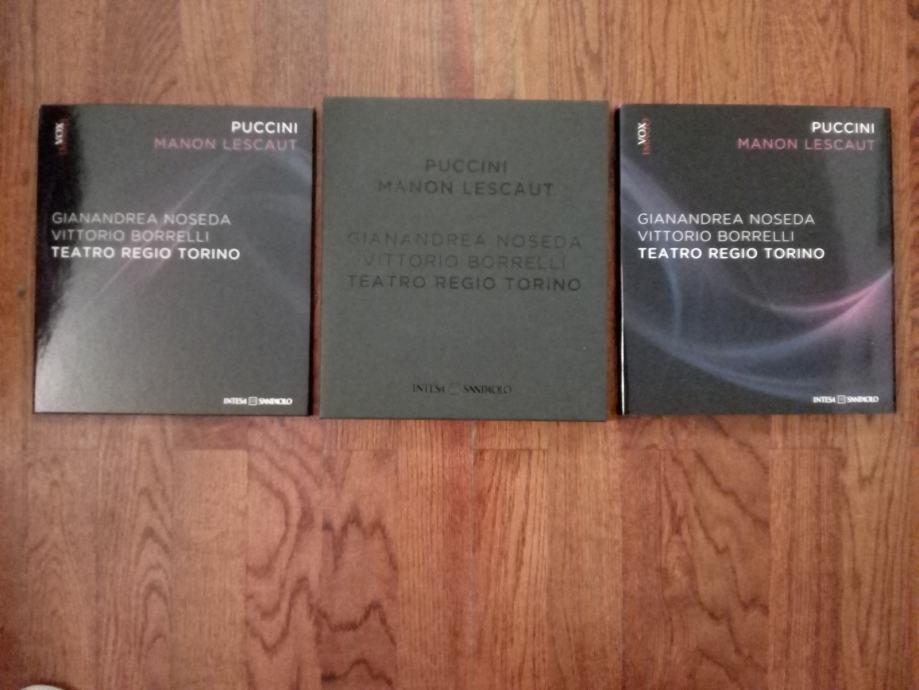 VOX
PUCCINI
MANON LESCAUT
GIANANDREA NOSEDA
VITTORIO BORRELLI
TEATRO REGIO TORINO
INTESA SANPAOLO
PUCCINI
MANON LESCAUT
GIANANDREA NOSEDA
VITTORIO BORRELLI
TEATRO REGIO TORINO
INTESA SANPAOLO
VOX
PUCCINI
MANON LESCAUT
GIANANDREA NOSEDA
VITTORIO BORRELLI
TEATRO REGIO TORINO
INTESA SANPAOLO